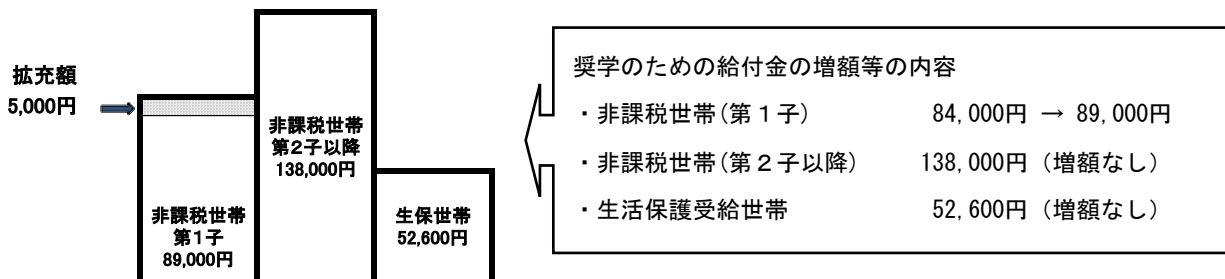 拡充額
5,000円
非課税世帯
第1子
89,000円
非課税世帯
第2子以降
138,000円
生保世帯
52,600円
奨学のための給付金の増額等の内容
・非課税世帯(第1子) 84,000円 → 89,000円
・非課税世帯(第2子以降) 138,000円 (増額なし)
・生活保護受給世帯 52,600円 (増額なし)